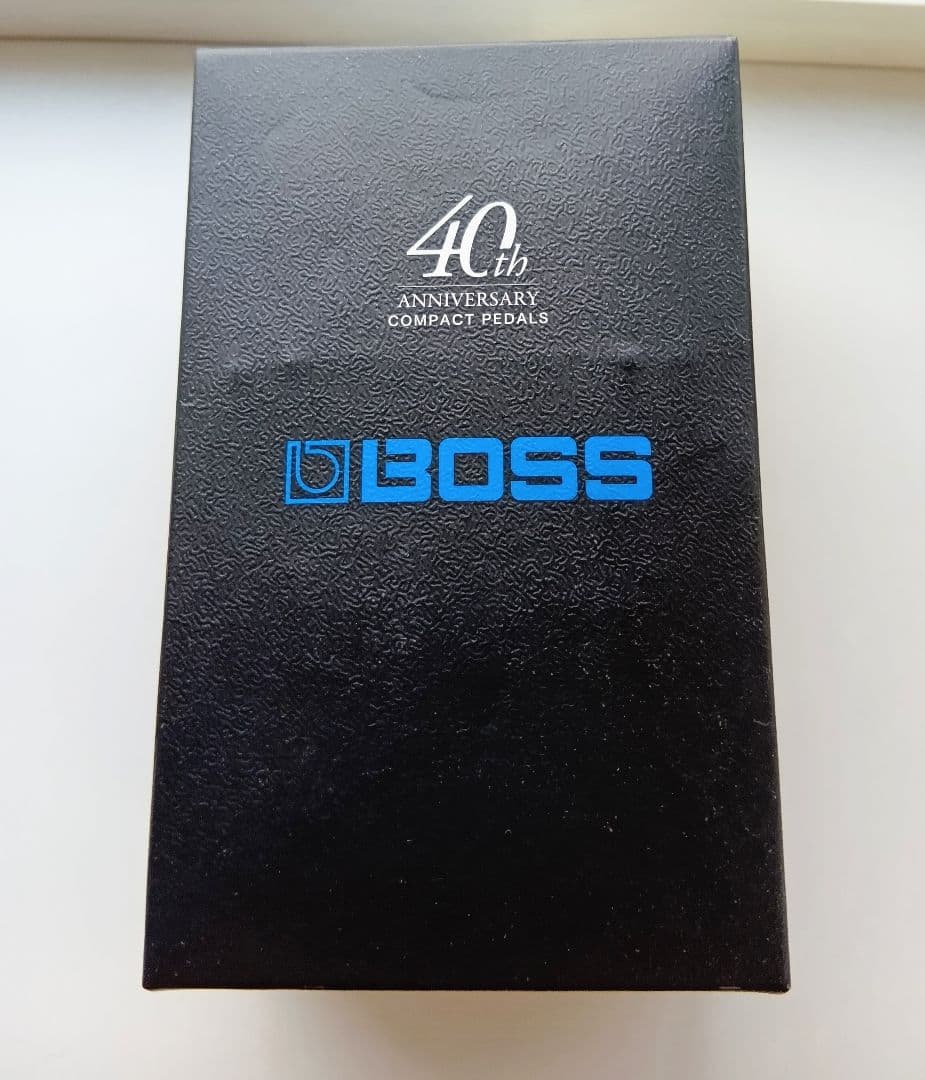 40th
ANNIVERSARY
COMPACT PEDALS
BOSS